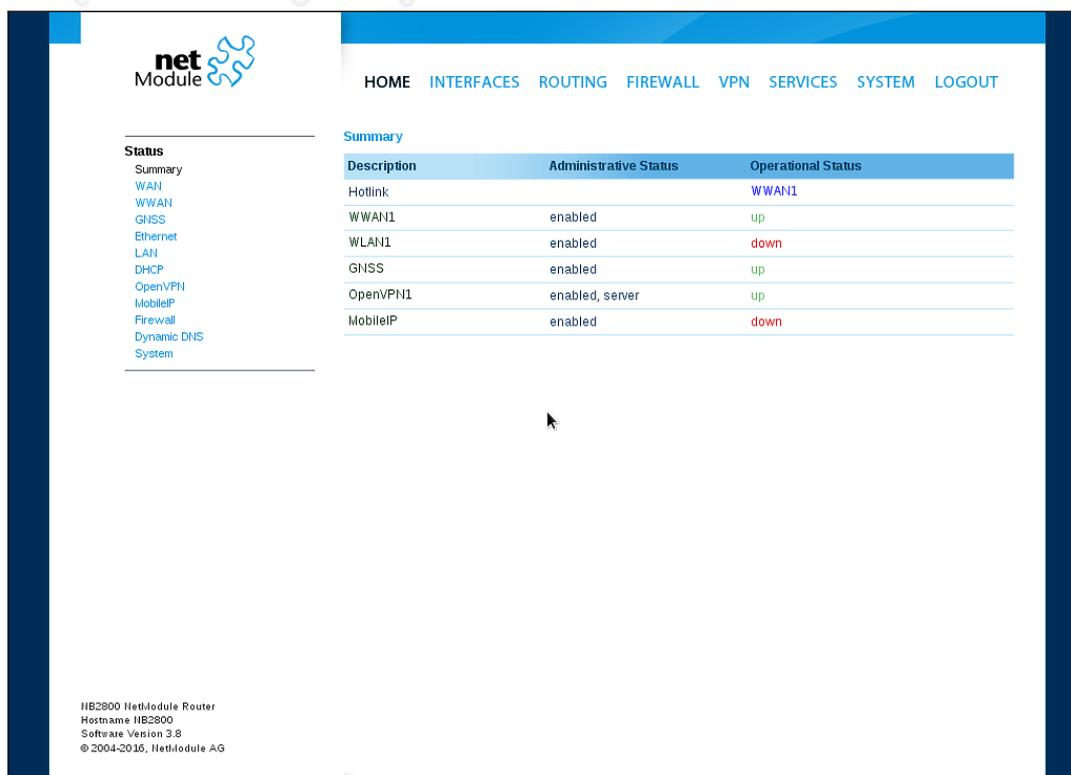 net
Module
HOME INTERFACES ROUTING FIREWALL VPN SERVICES SYSTEM LOGOUT
Status
Summary
WAN
WWAN
GNSS
Ethernet
LAN
DHCP
OpenVPN
MobileIP
Firewall
Dynamic DNS
System
Summary
Description Administrative Status Operational Status
Hotlink WWAN1
WWAN1 enabled up
WLAN1 enabled down
GNSS enabled up
OpenVPN1 enabled, server up
MobileIP enabled down
NB2800 NetModule Router
Hostname NB2800
Software Version 3.8
© 2004-2016, NetModule AG